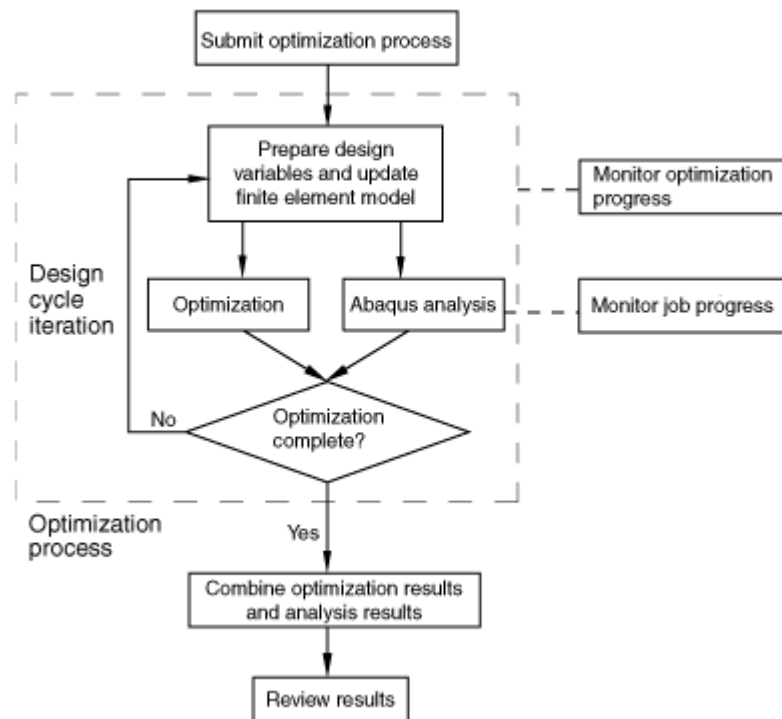 Submit optimization process
Prepare design
variables and update
finite element model
Monitor optimization
progress
Design
cycle
iteration
Optimization
Abaqus analysis
Monitor job progress
No
Optimization
complete?
Optimization
process
Yes
Combine optimization results
and analysis results
Review results